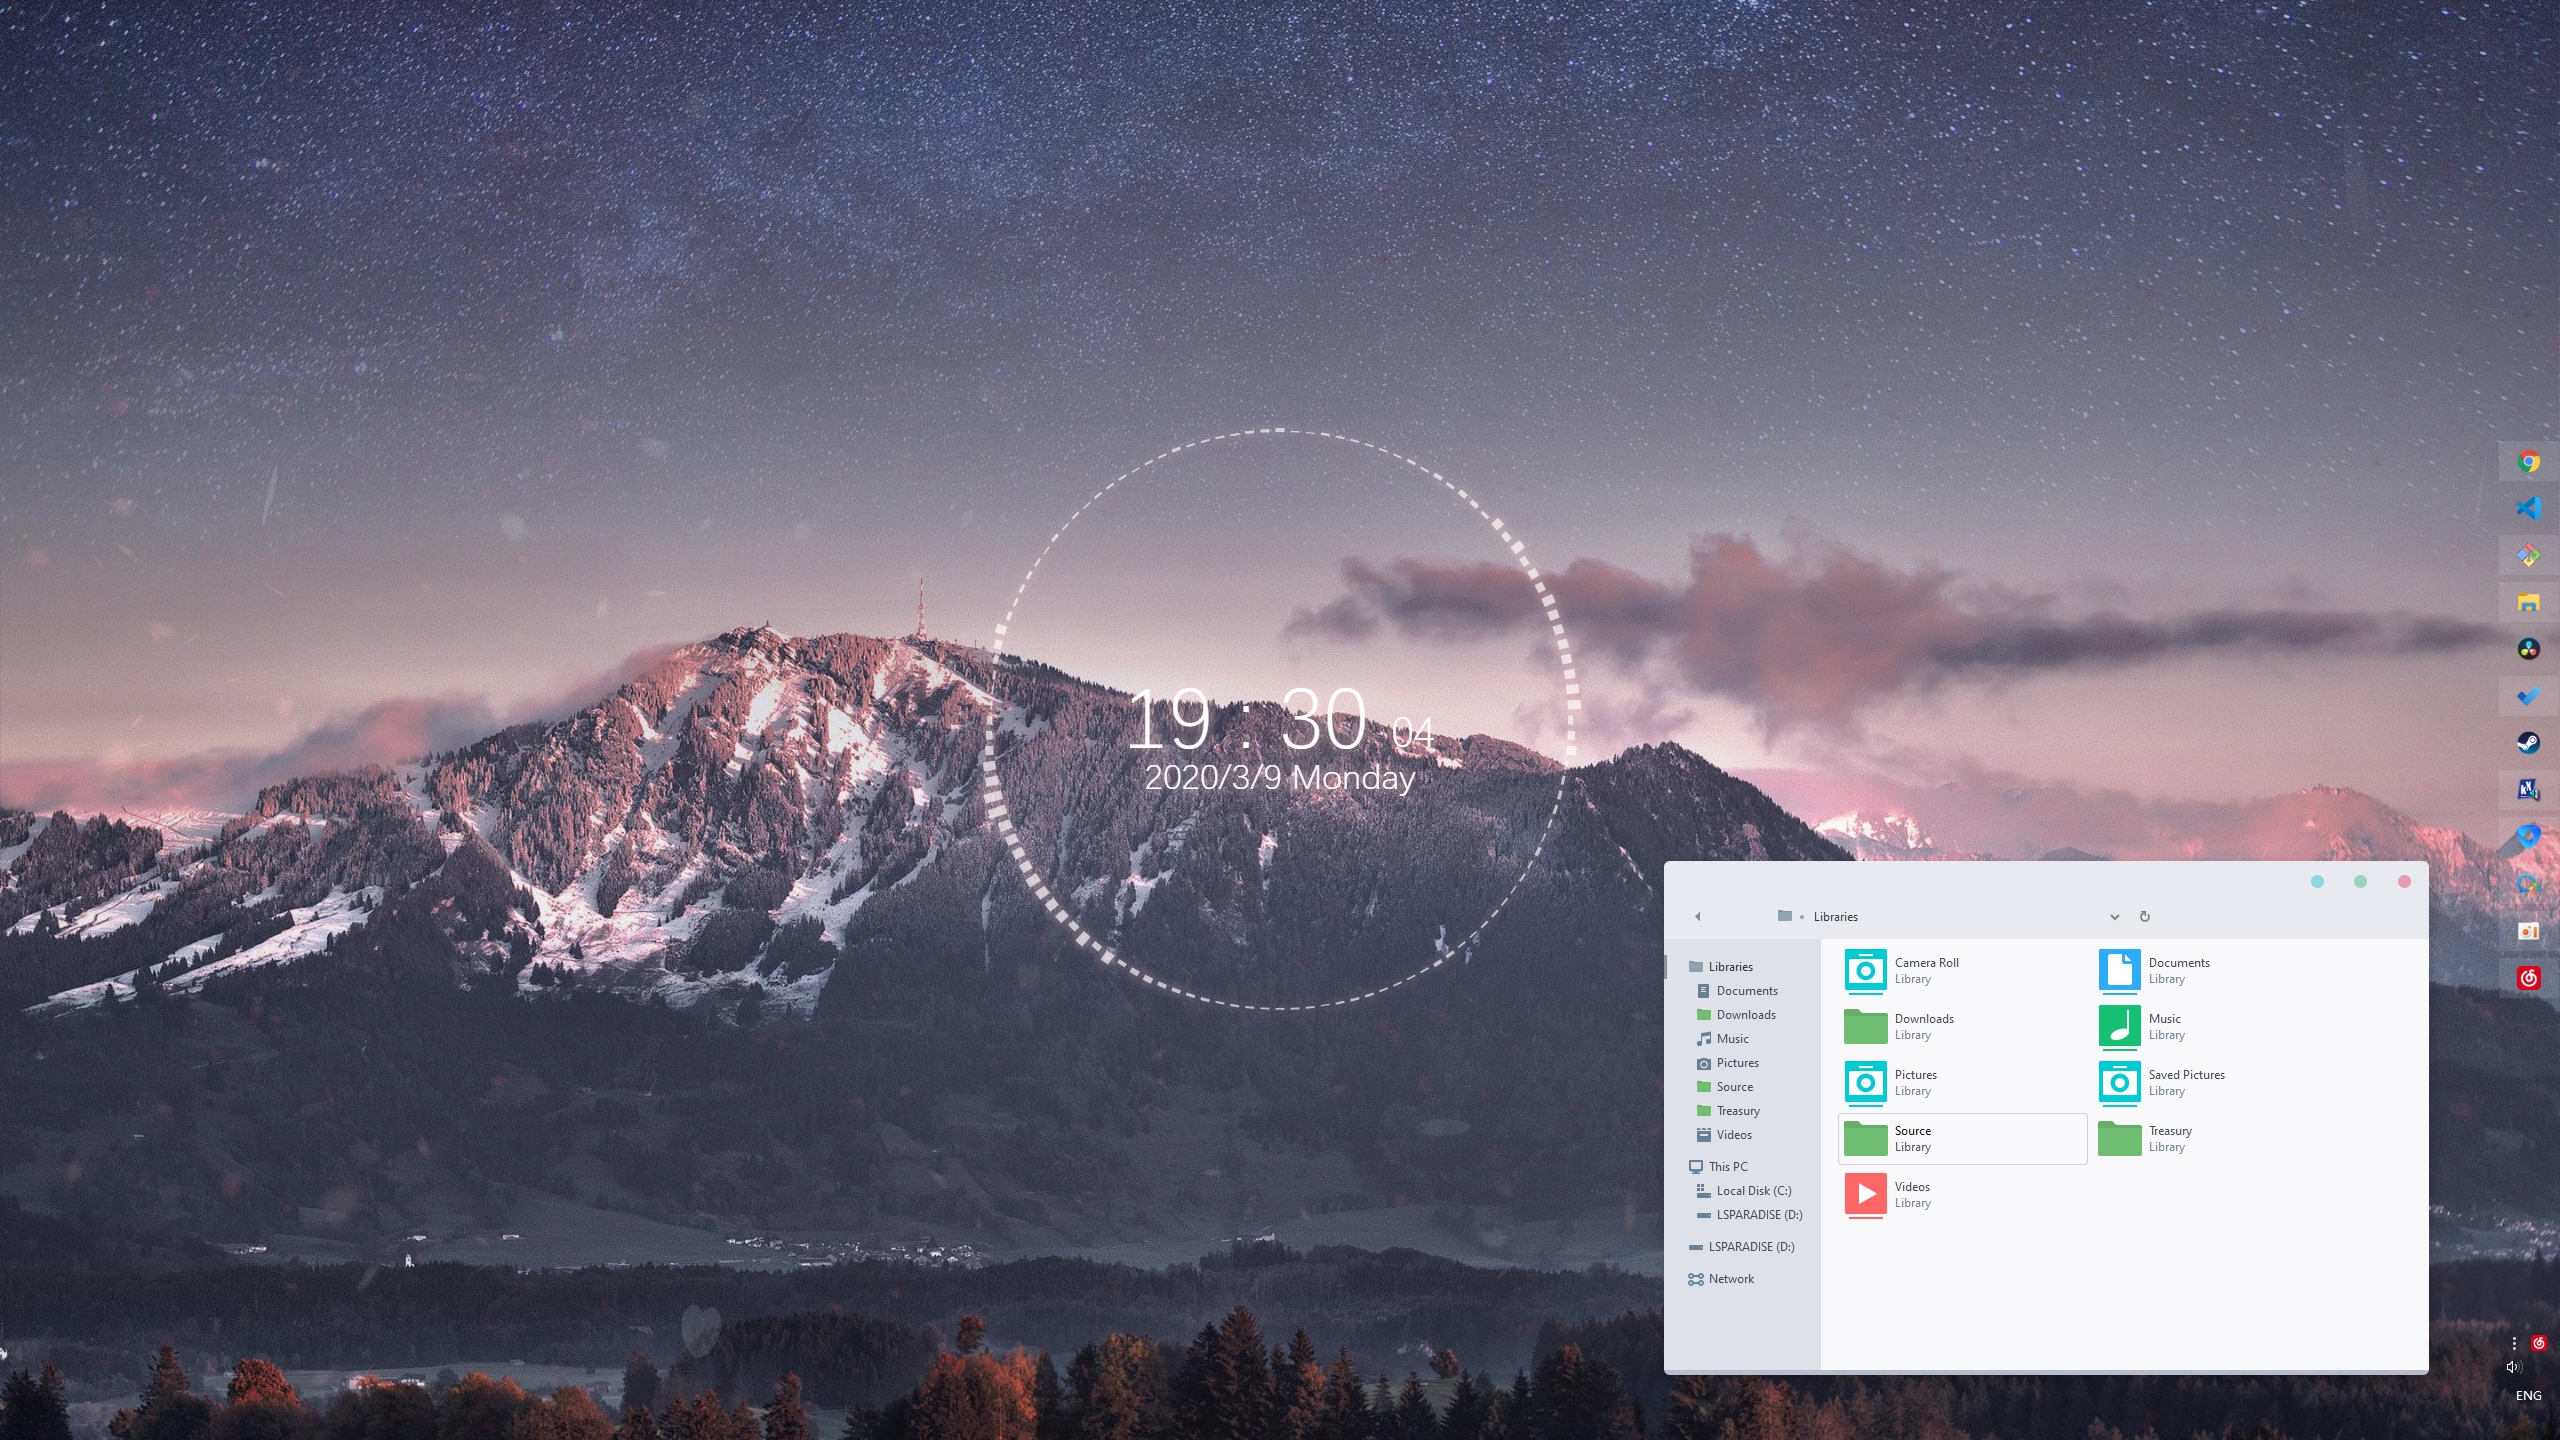 19 : 30 04
2020/3/9 Monday
Libraries
Libraries
Documents
Downloads
Music
Pictures
Source
Treasury
Videos
This PC
Local Disk (C:)
LSPARADISE (D:)
LSPARADISE (D:)
Network
Camera Roll
Library
Documents
Library
Downloads
Library
Music
Library
Pictures
Library
Saved Pictures
Library
Source
Library
Treasury
Library
Videos
Library
ENG